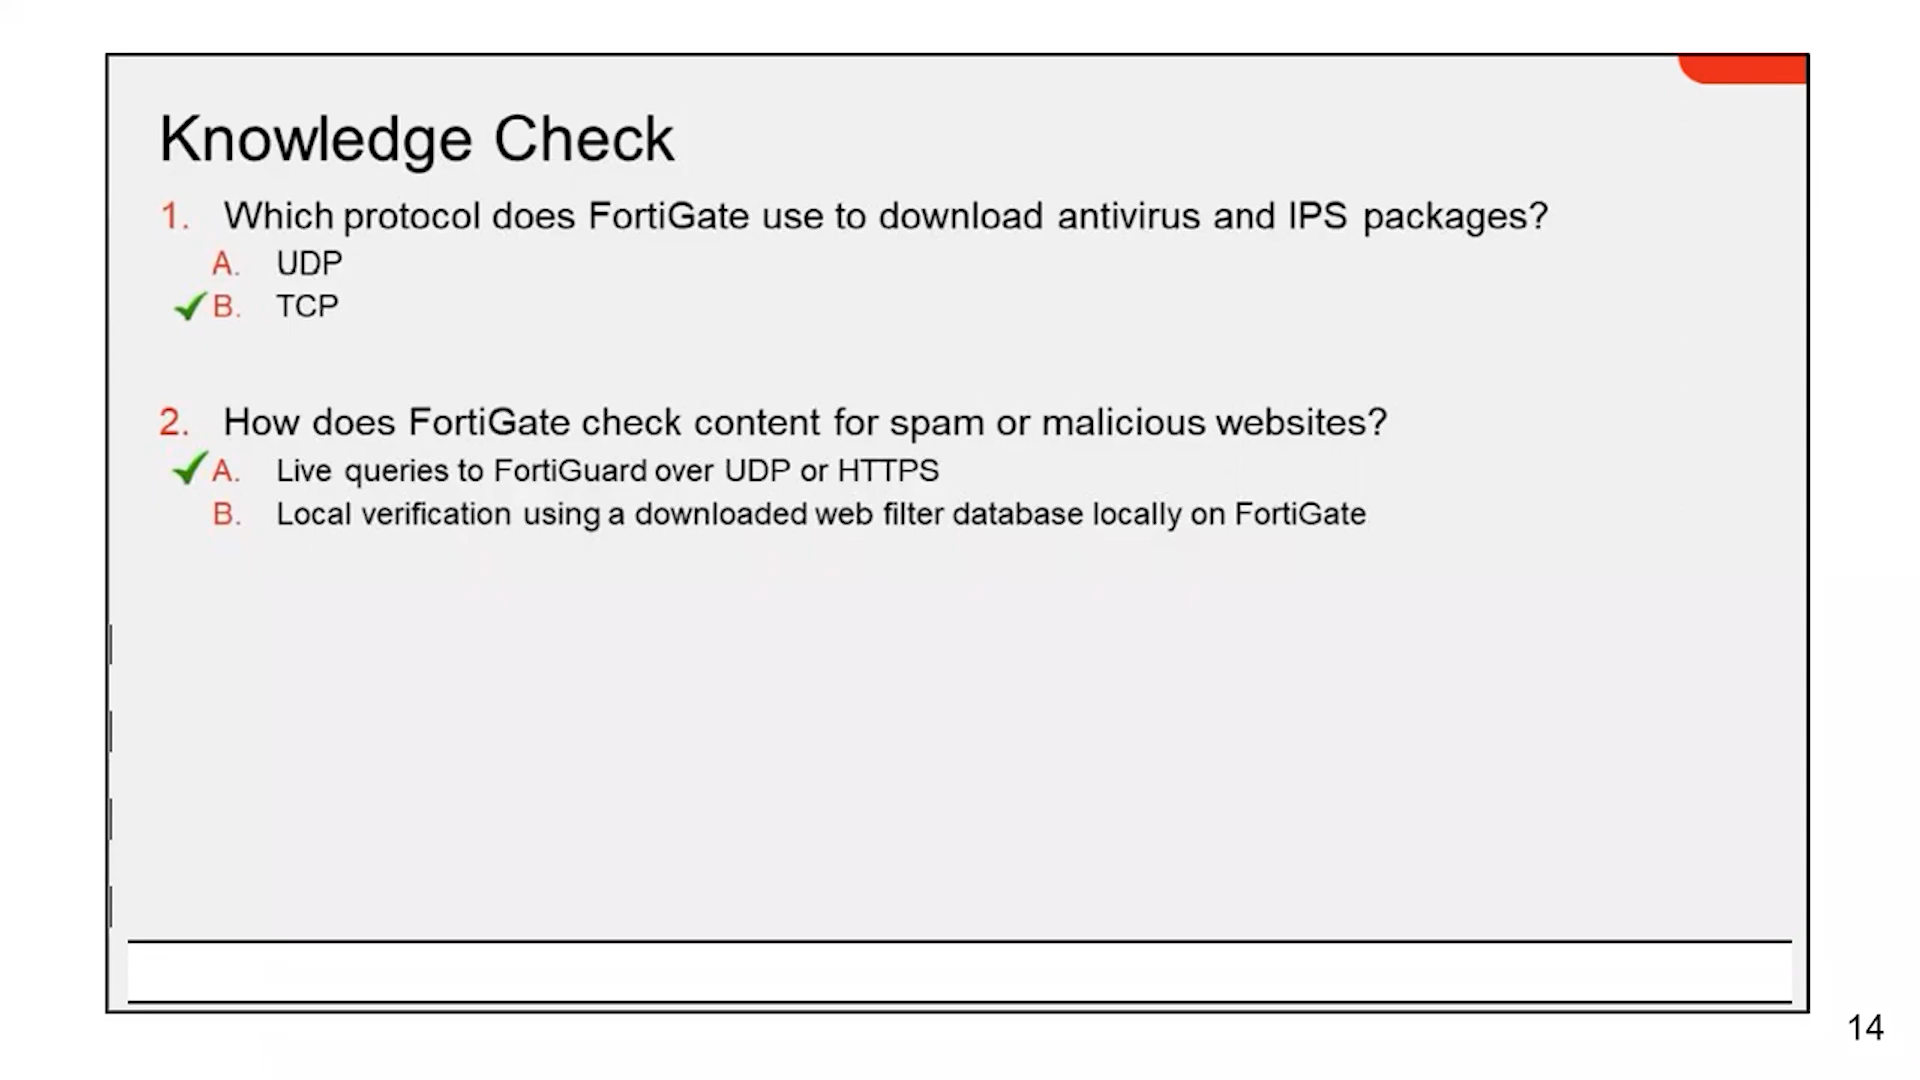 Knowledge Check
1. Which protocol does FortiGate use to download antivirus and IPS packages?
A. UDP
B. TCP
2. How does FortiGate check content for spam or malicious websites?
A. Live queries to FortiGuard over UDP or HTTPS
B. Local verification using a downloaded web filter database locally on FortiGate
14